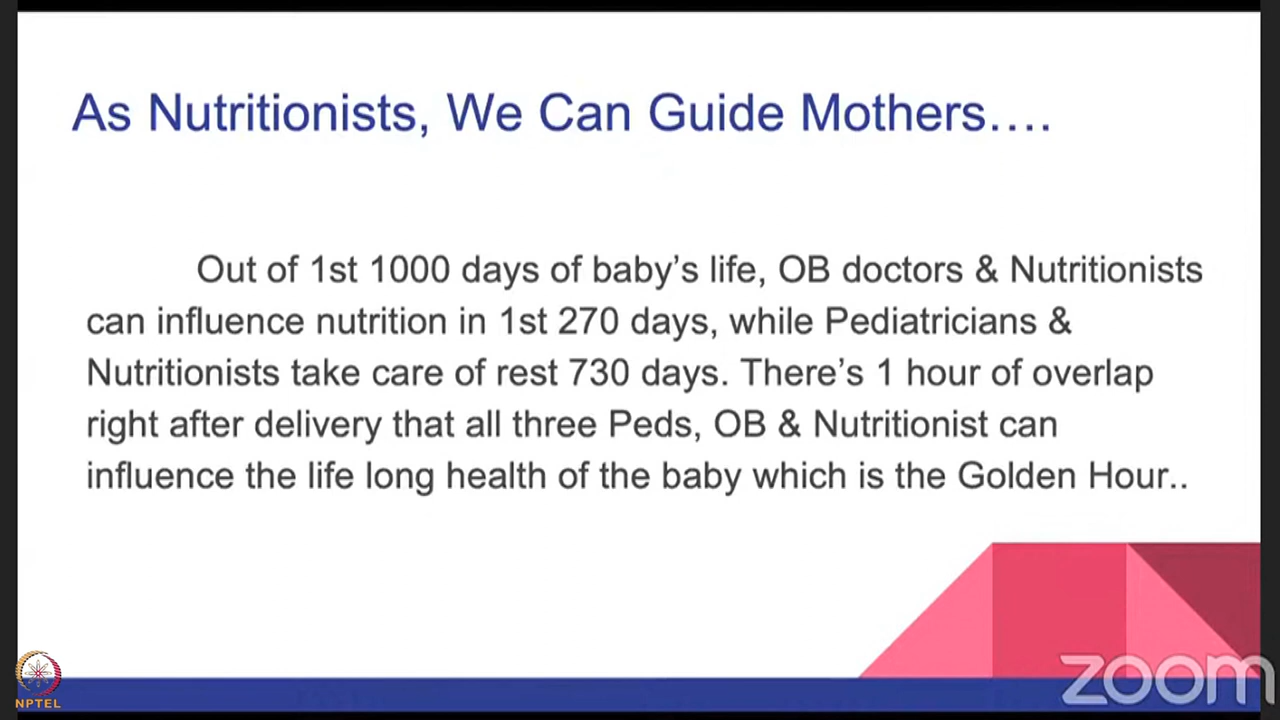 As Nutritionists, We Can Guide Mothers....
Out of 1st 1000 days of baby's life, OB doctors & Nutritionists
can influence nutrition in 1st 270 days, while Pediatricians &
Nutritionists take care of rest 730 days. There's 1 hour of overlap
right after delivery that all three Peds, OB & Nutritionist can
influence the life long health of the baby which is the Golden Hour..
NPTEL
zoom